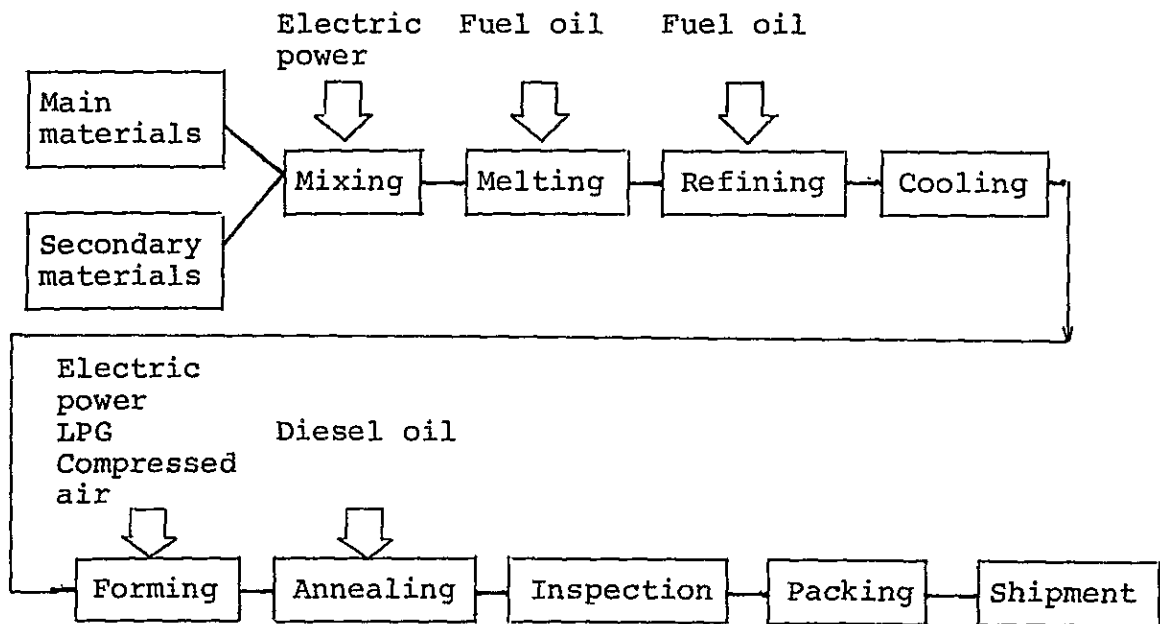 Electric
power
Fuel oil
Fuel oil
Main
materials
Secondary
materials
Mixing
Melting
Refining
Cooling
Electric
power
LPG
Compressed
air
Diesel oil
Forming
Annealing
Inspection
Packing
Shipment